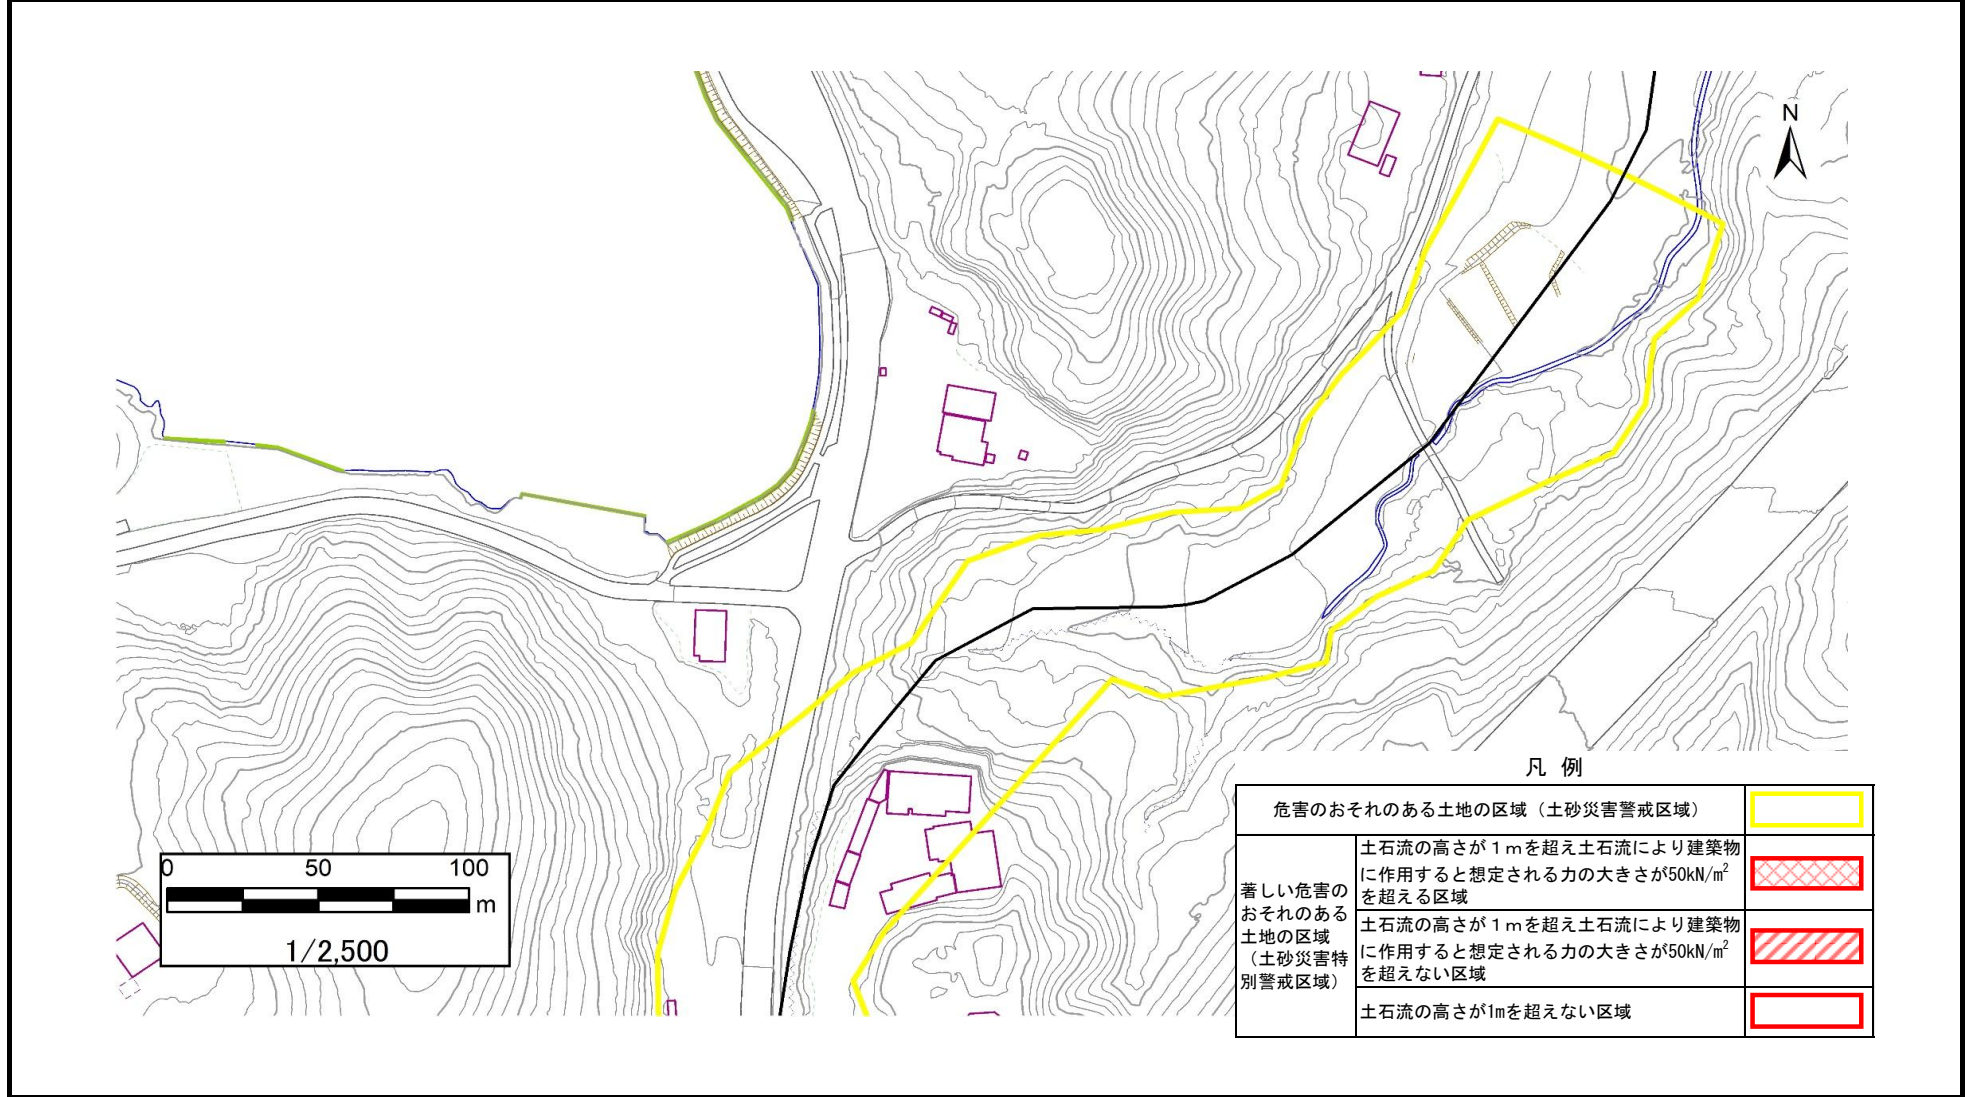 N
凡 例
危害のおそれのある土地の区域（土砂災害警戒区域）
著しい危害の
おそれのある
土地の区域
（土砂災害特
別警戒区域）
土石流の高さが１ｍを超え土石流により建築物
に作用すると想定される力の大きさが50kN/m²
を超える区域
土石流の高さが１ｍを超え土石流により建築物
に作用すると想定される力の大きさが50kN/m²
を超えない区域
土石流の高さが1mを超えない区域
0 50 100
m
1/2,500